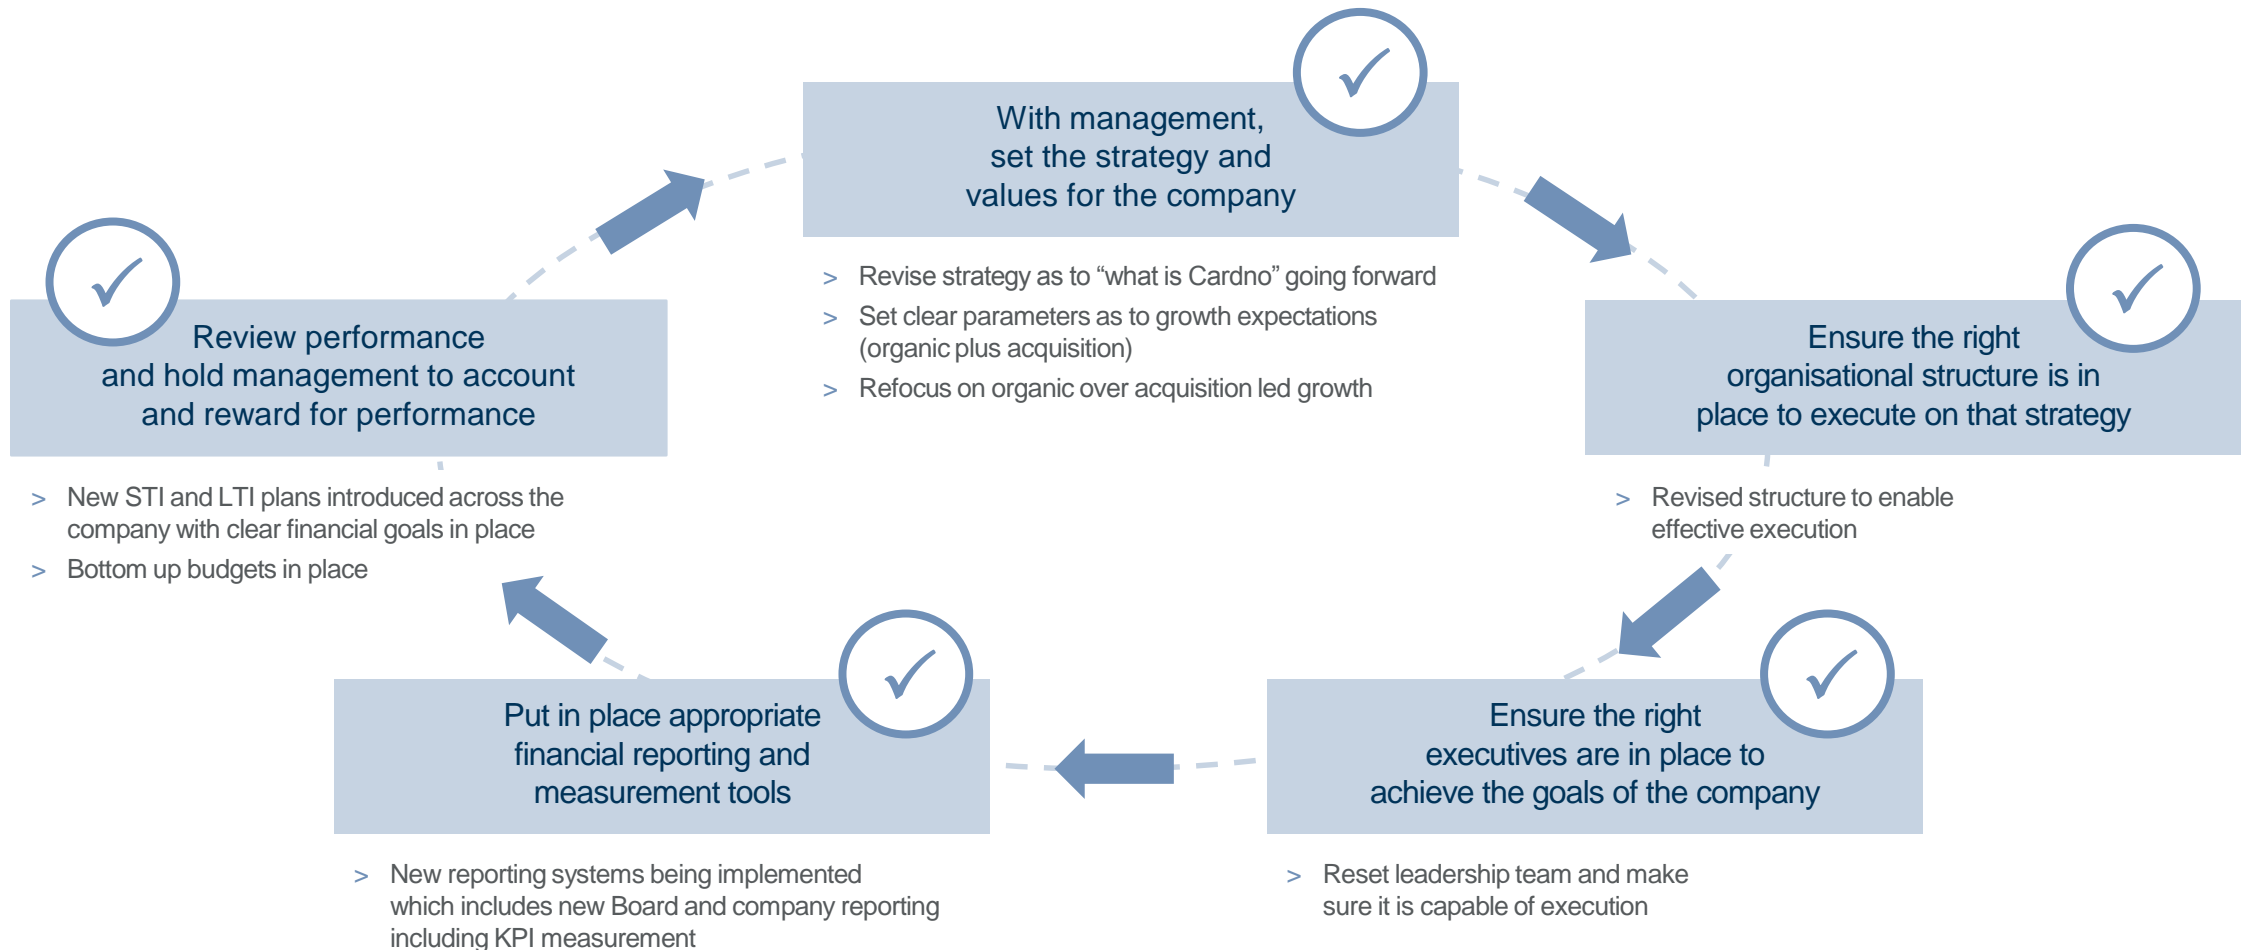 With management,
set the strategy and
values for the company
> Revise strategy as to “what is Cardno” going forward
> Set clear parameters as to growth expectations
(organic plus acquisition)
> Refocus on organic over acquisition led growth
Ensure the right
organisational structure is in
place to execute on that strategy
> Revised structure to enable
effective execution
Ensure the right
executives are in place to
achieve the goals of the company
> Reset leadership team and make
sure it is capable of execution
Put in place appropriate
financial reporting and
measurement tools
> New reporting systems being implemented
which includes new Board and company reporting
including KPI measurement
Review performance
and hold management to account
and reward for performance
> New STI and LTI plans introduced across the
company with clear financial goals in place
> Bottom up budgets in place